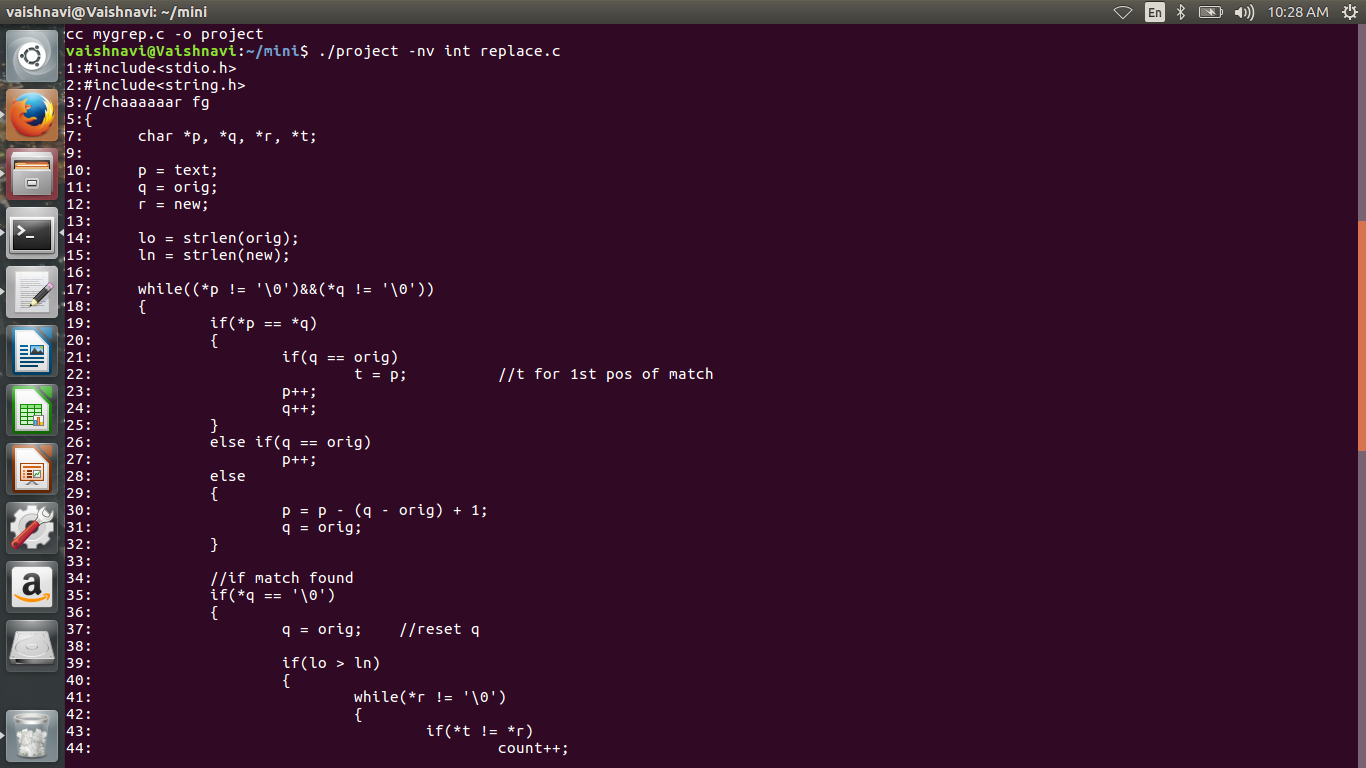 vaishnavi@Vaishnavi: ~/mini
En
10:28 AM
cc mygrep.c -o project
vaishnavi@Vaishnavi:~/mini$ ./project -nv int replace.c
1:#include<stdio.h>
2:#include<string.h>
3://chaaaaaar fg
5:{
7:	char *p, *q, *r, *t;
9:
10:	p = text;
11:	q = orig;
12:	r = new;
13:
14:	lo = strlen(orig);
15:	ln = strlen(new);
16:
17:	while((*p != '\0')&&(*q != '\0'))
18:	{
19:		if(*p == *q)
20:		{
21:			if(q == orig)
22:				t = p;		//t for 1st pos of match
23:			p++;
24:			q++;
25:		}
26:		else if(q == orig)
27:			p++;
28:		else
29:		{
30:			p = p - (q - orig) + 1;
31:			q = orig;
32:		}
33:
34:		//if match found
35:		if(*q == '\0')
36:		{
37:			q = orig;	//reset q
38:
39:			if(lo > ln)
40:			{
41:				while(*r != '\0')
42:				{
43:					if(*t != *r)
44:						count++;